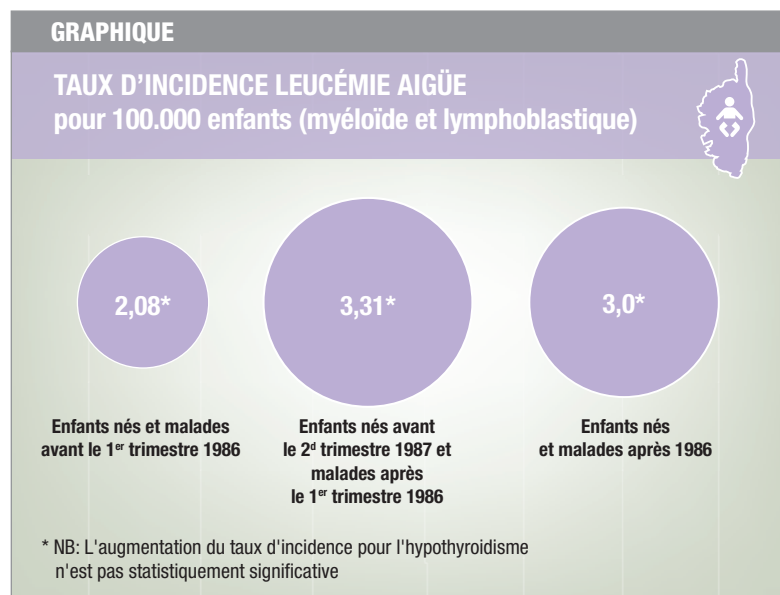 GRAPHIQUE
TAUX D'INCIDENCE LEUCÉMIE AIGÜE
pour 100.000 enfants (myéloïde et lymphoblastique)
2,08*
3,31*
3,0*
Enfants nés et malades
avant le 1er trimestre 1986
Enfants nés avant
le 2d trimestre 1987 et
malades après
le 1er trimestre 1986
Enfants nés
et malades après 1986
* NB: L'augmentation du taux d'incidence pour l'hypothyroidisme
n'est pas statistiquement significative